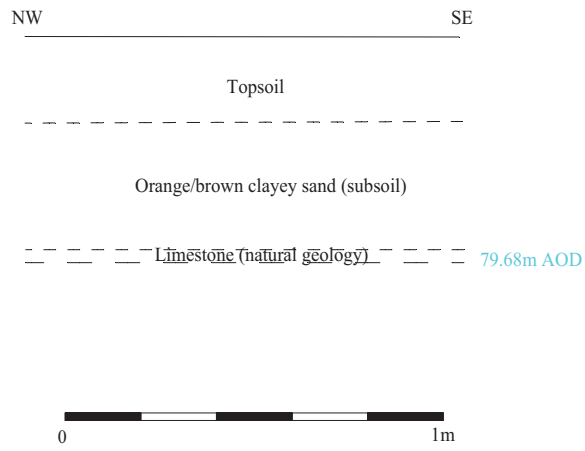 NW SE
Topsoil
Orange/brown clayey sand (subsoil)
Limestone (natural geology)
79.68m AOD
0 1m